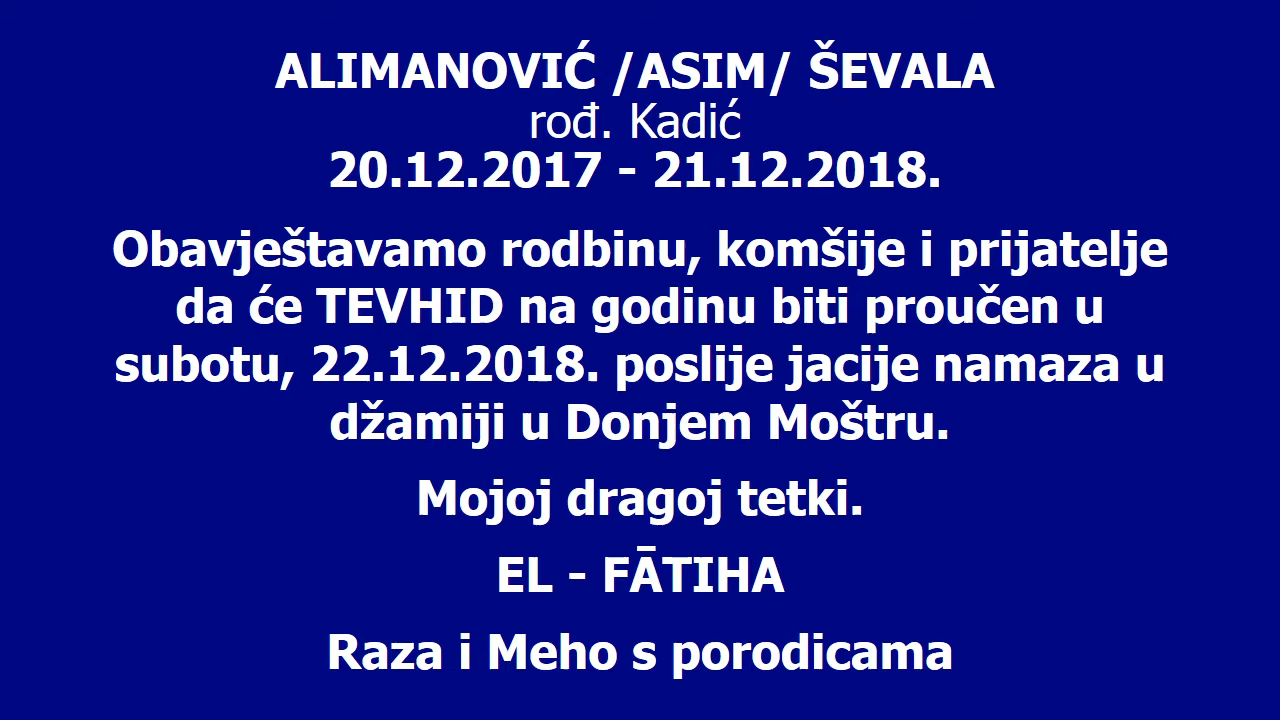 ALIMANOVIĆ /ASIM/ ŠEVALA
rođ. Kadić
20.12.2017 - 21.12.2018.
Obavještavamo rodbinu, komšije i prijatelje
da će TEVHID na godinu biti proučen u
subotu, 22.12.2018. poslije jacije namaza u
džamiji u Donjem Moštru.
Mojoj dragoj tetki.
EL - FĀTIHA
Raza i Meho s porodicama